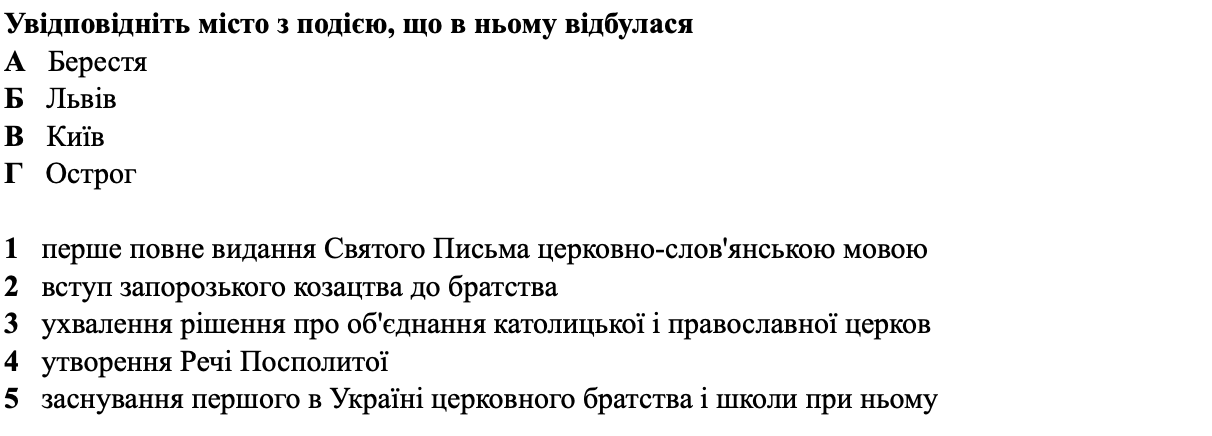 Увідповідніть місто з подією, що в ньому відбулася
А Берестя
Б Львів
В Київ
Г Острог
1 перше повне видання Святого Письма церковно-слов'янською мовою
2 вступ запорозького козацтва до братства
3 ухвалення рішення про об'єднання католицької і православної церков
4 утворення Речі Посполитої
5 заснування першого в Україні церковного братства і школи при ньому